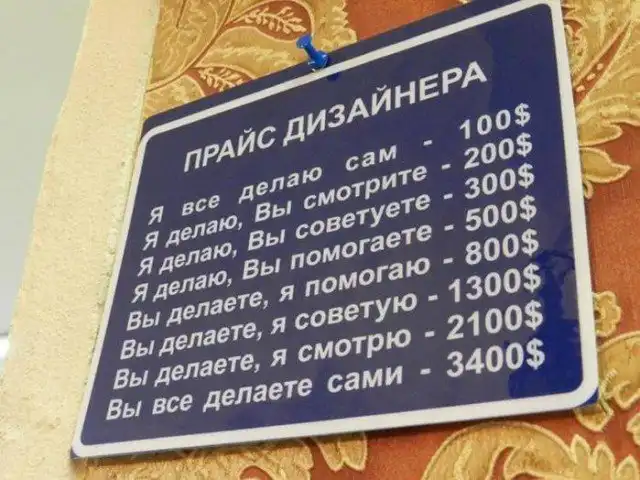 ПРАЙС ДИЗАЙНЕРА
Я все делаю сам - 100$
Я делаю, Вы смотрите - 200$
Я делаю, Вы советуете - 300$
Я делаю, Вы помогаете - 500$
Вы делаете, я помогаю - 800$
Вы делаете, я советую - 1300$
Вы делаете, я смотрю - 2100$
Вы все делаете сами - 3400$